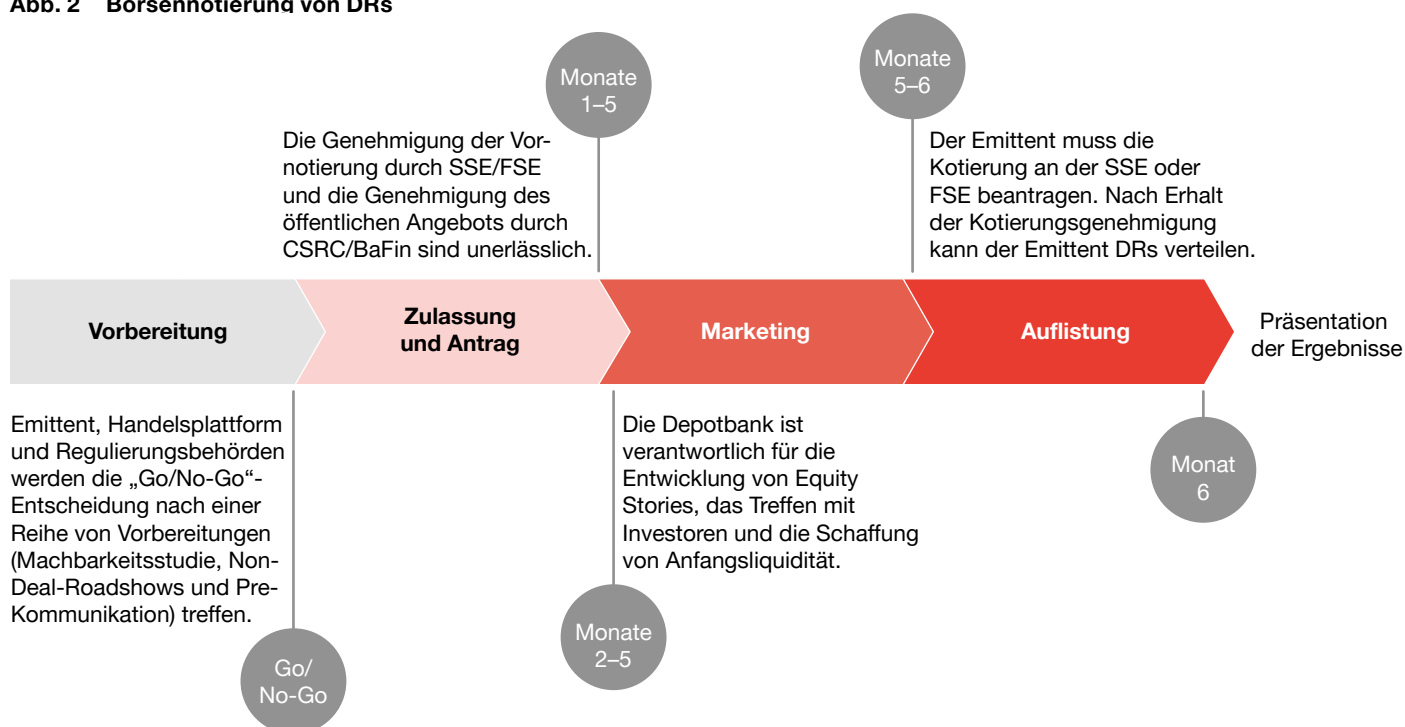 Abb. 2 Börsennotierung von DRs
Monate
1–5
Monate
5–6
Die Genehmigung der Vor-
notierung durch SSE/FSE
und die Genehmigung des
öffentlichen Angebots durch
CSRC/BaFin sind unerlässlich.
Der Emittent muss die
Kotierung an der SSE oder
FSE beantragen. Nach Erhalt
der Kotierungsgenehmigung
kann der Emittent DRs verteilen.
Vorbereitung
Zulassung
und Antrag
Marketing
Auflistung
Präsentation
der Ergebnisse
Emittent, Handelsplattform
und Regulierungsbehörden
werden die „Go/No-Go“-
Entscheidung nach einer
Reihe von Vorbereitungen
(Machbarkeitsstudie, Non-
Deal-Roadshows und Pre-
Kommunikation) treffen.
Die Depotbank ist
verantwortlich für die
Entwicklung von Equity
Stories, das Treffen mit
Investoren und die Schaffung
von Anfangsliquidität.
Monat
6
Go/
No-Go
Monate
2–5